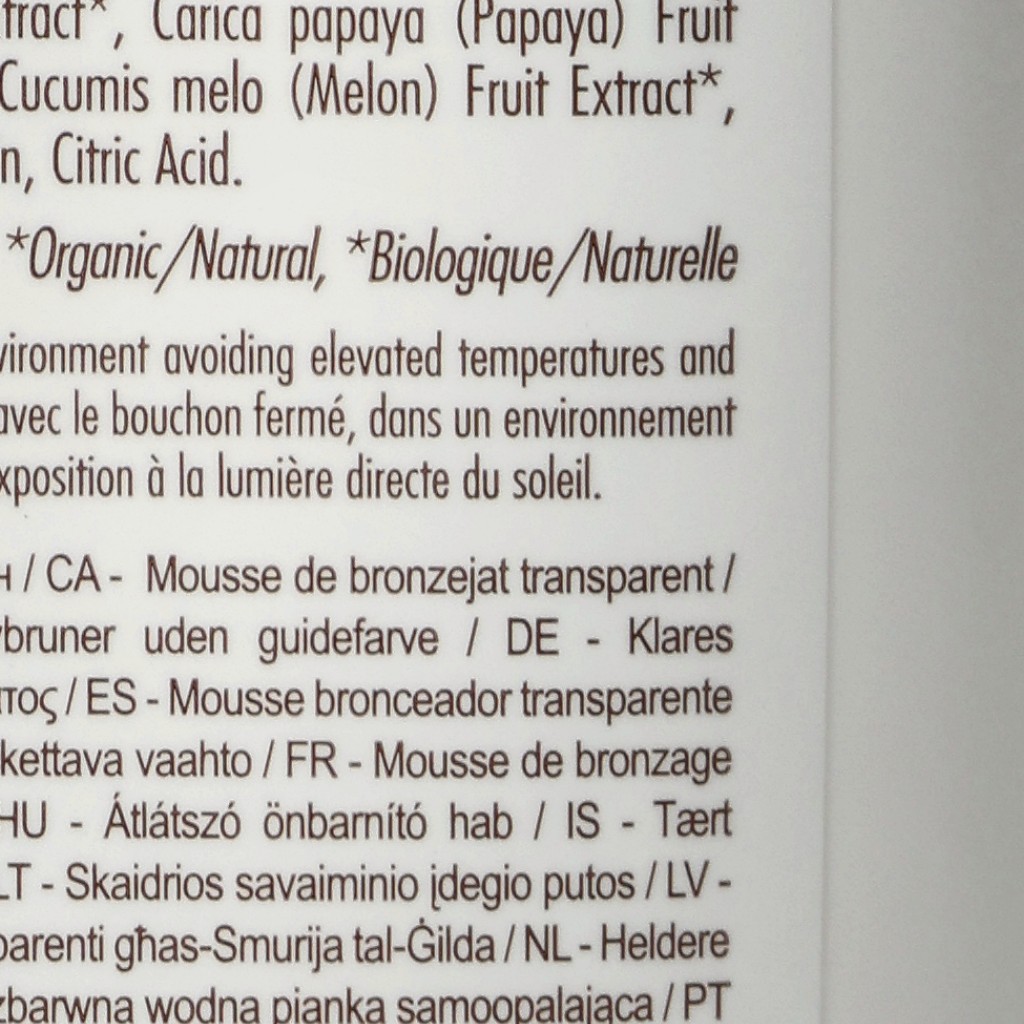 Carica papaya (Papaya) Fruit
Cucumis melo (Melon) Fruit Extract*,
n, Citric Acid.
*Organic/Natural, *Biologique/Naturelle
vironment avoiding elevated temperatures and
avec le bouchon fermé, dans un environnement
xposition à la lumière directe du soleil.
/ CA - Mousse de bronzejat transparent /
bruner uden guidefarve / DE - Klares
τος / ES - Mousse bronceador transparente
kettava vaahto / FR - Mousse de bronzage
HU - Átlátszó önbarnító hab / IS - Tært
LT - Skaidrios savaiminio įdegio putos / LV -
parenti għas-Smurija tal-Ġilda / NL - Heldere
zbarwna wodna pianka samoopalająca / PT